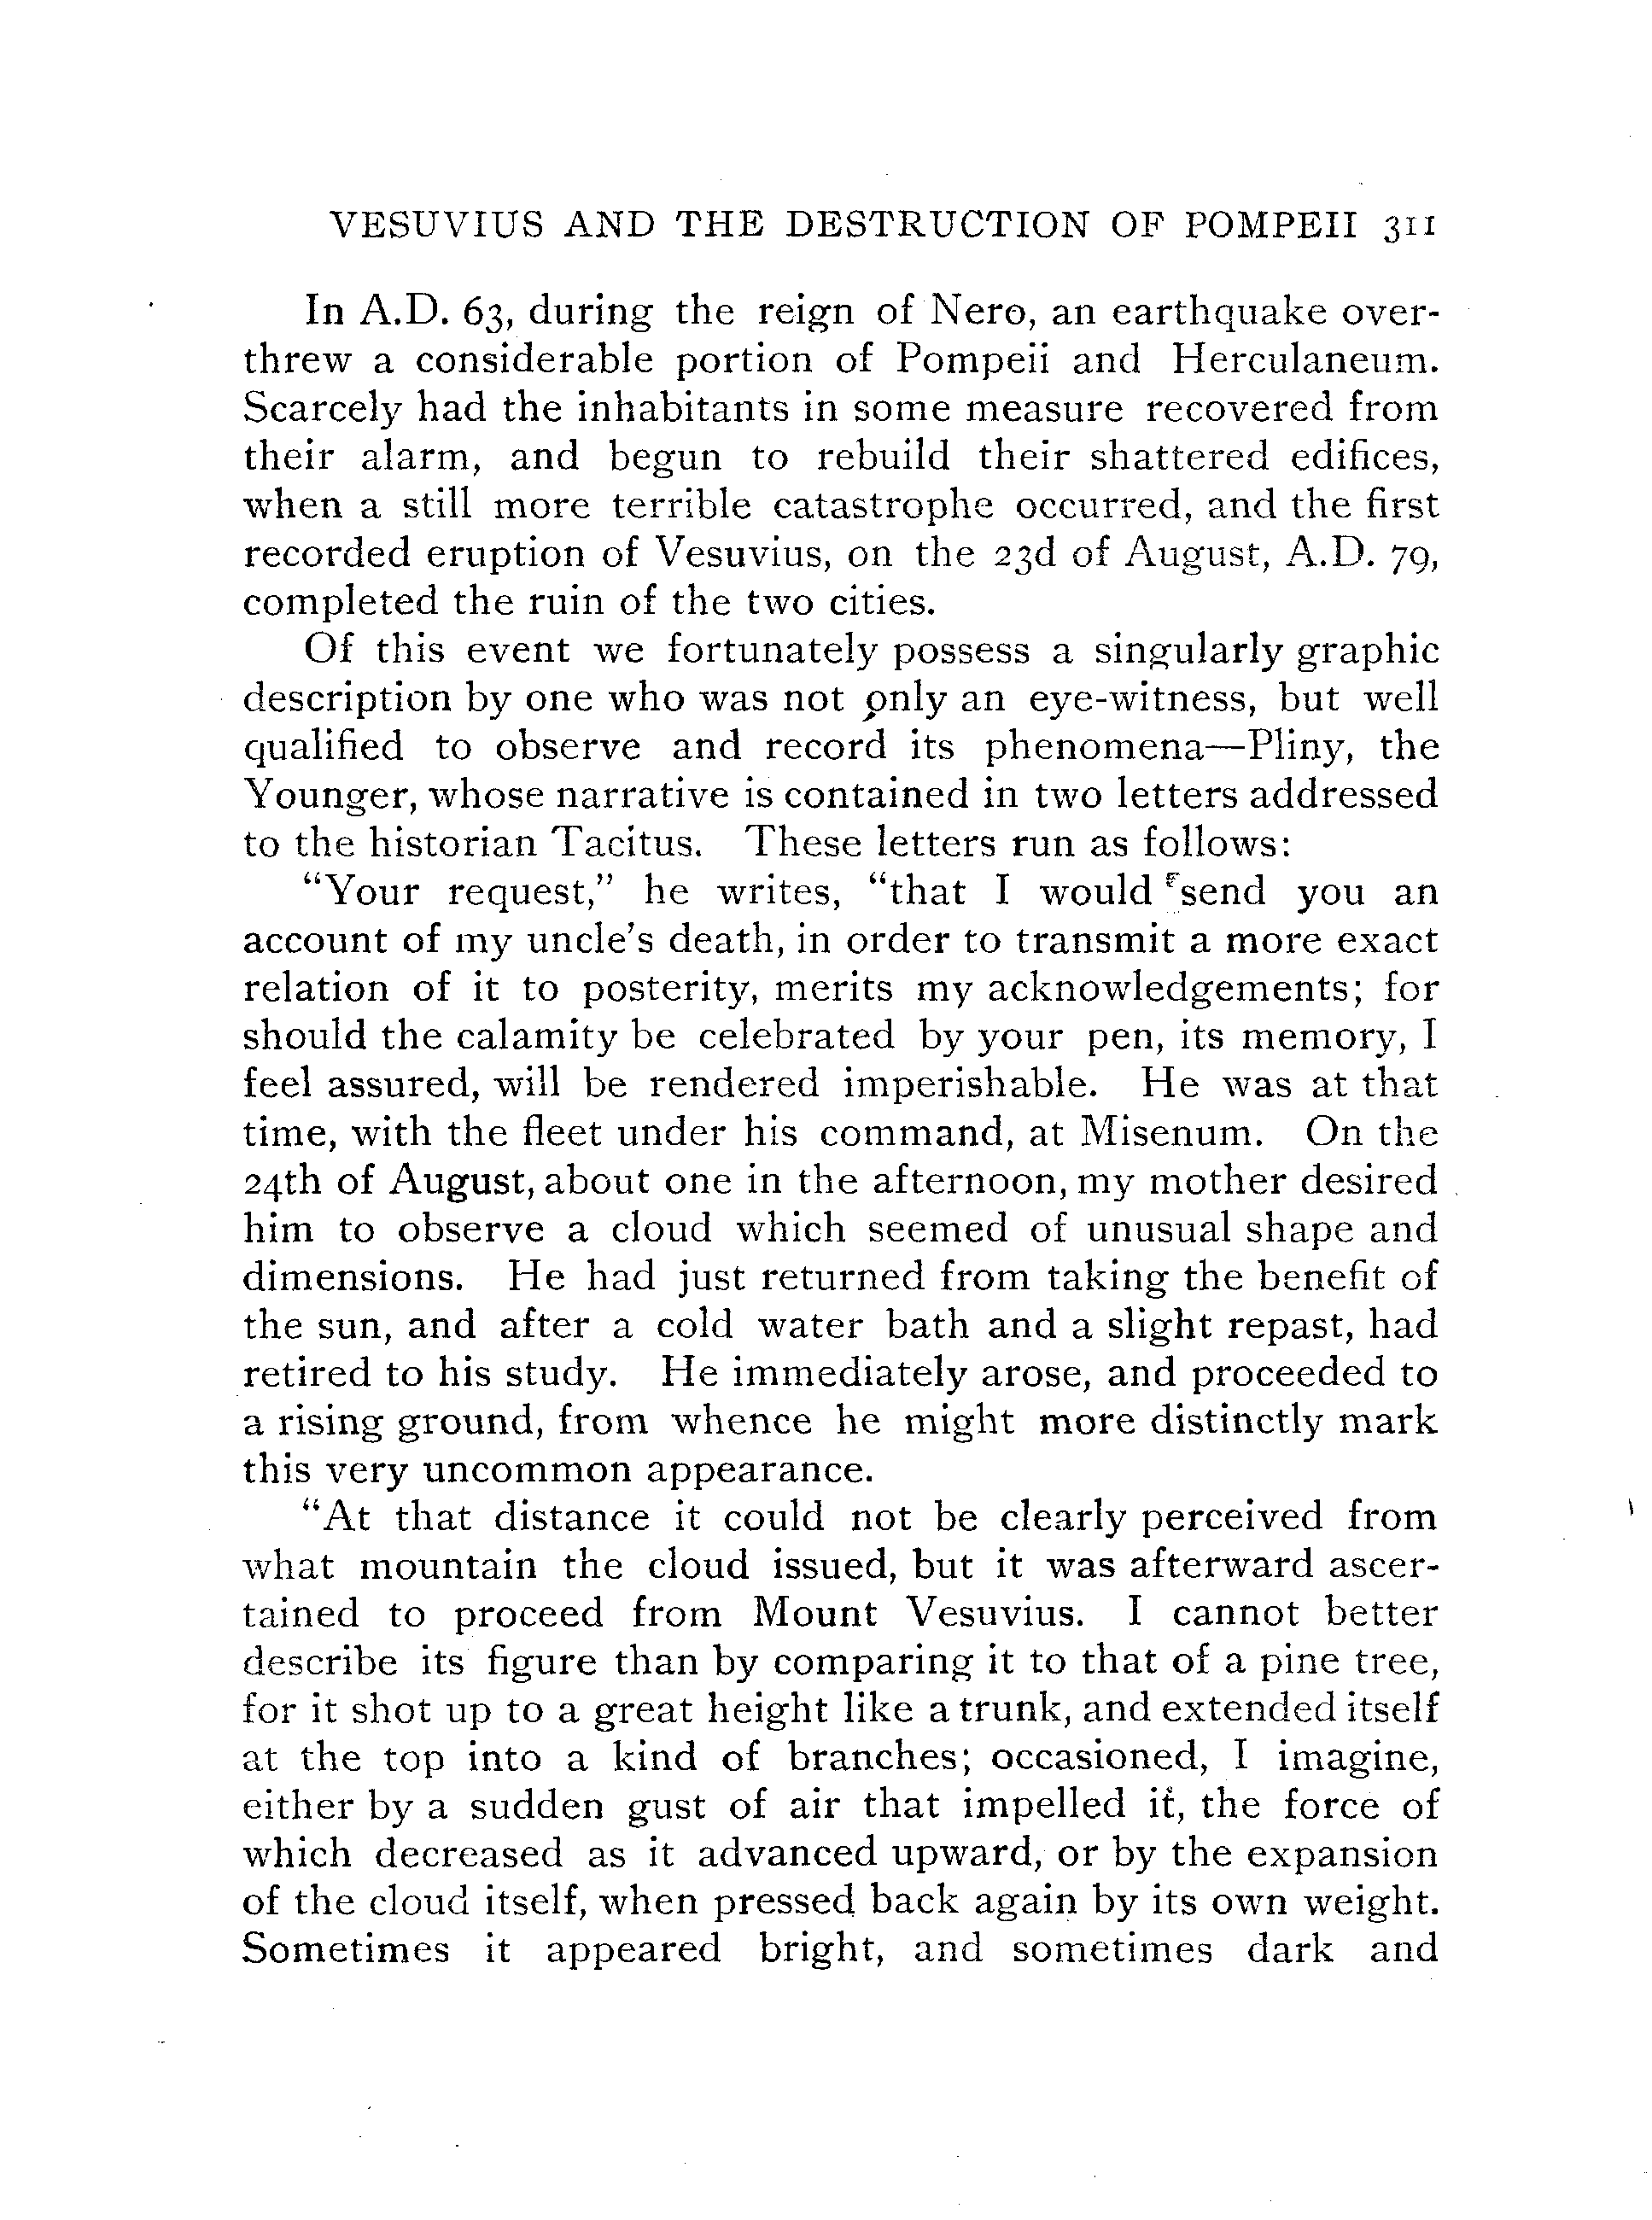 VESUVIUS AND THE DESTRUCTION OF POMPEII 311
In A.D. 63, during the reign of Nero, an earthquake over-
threw a considerable portion of Pompeii and Herculaneum.
Scarcely had the inhabitants in some measure recovered from
their alarm, and begun to rebuild their shattered edifices,
when a still more terrible catastrophe occurred, and the first
recorded eruption of Vesuvius, on the 23d of August, A.D. 79,
completed the ruin of the two cities.
Of this event we fortunately possess a singularly graphic
description by one who was not only an eye-witness, but well
qualified to observe and record its phenomena—Pliny, the
Younger, whose narrative is contained in two letters addressed
to the historian Tacitus. These letters run as follows:
“Your request,” he writes, “that I would send you an
account of my uncle's death, in order to transmit a more exact
relation of it to posterity, merits my acknowledgements; for
should the calamity be celebrated by your pen, its memory, I
feel assured, will be rendered imperishable. He was at that
time, with the fleet under his command, at Misenum. On the
24th of August, about one in the afternoon, my mother desired
him to observe a cloud which seemed of unusual shape and
dimensions. He had just returned from taking the benefit of
the sun, and after a cold water bath and a slight repast, had
retired to his study. He immediately arose, and proceeded to
a rising ground, from whence he might more distinctly mark
this very uncommon appearance.
“At that distance it could not be clearly perceived from
what mountain the cloud issued, but it was afterward ascer-
tained to proceed from Mount Vesuvius. I cannot better
describe its figure than by comparing it to that of a pine tree,
for it shot up to a great height like a trunk, and extended itself
at the top into a kind of branches; occasioned, I imagine,
either by a sudden gust of air that impelled it, the force of
which decreased as it advanced upward, or by the expansion
of the cloud itself, when pressed back again by its own weight.
Sometimes it appeared bright, and sometimes dark and